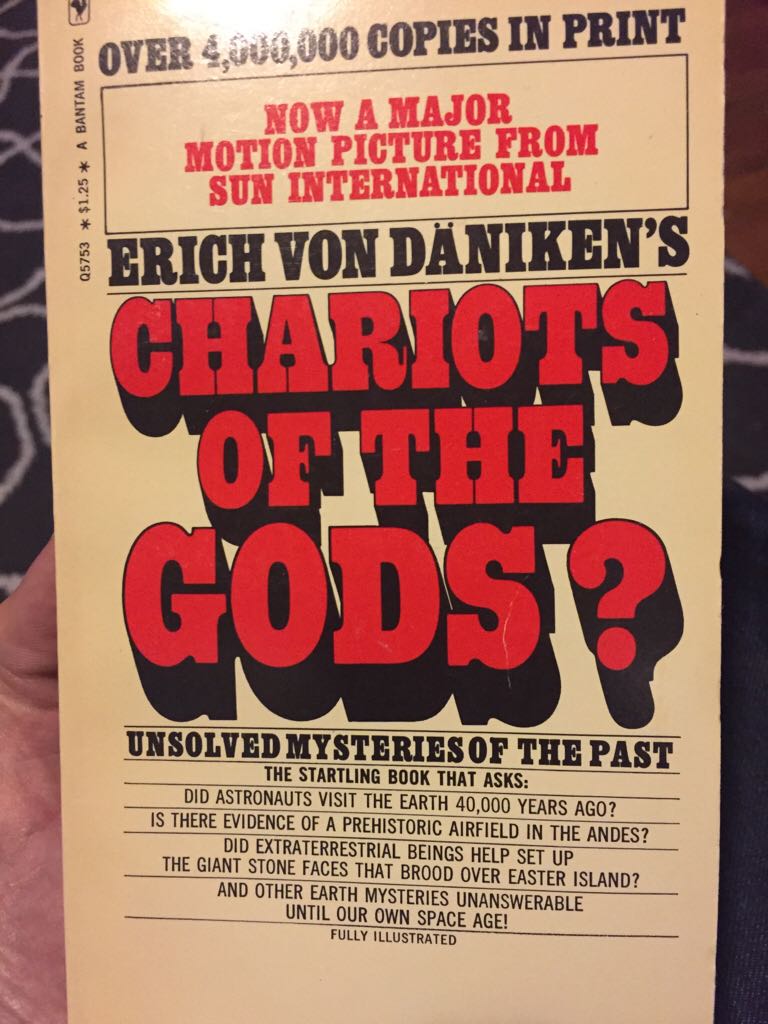 OVER 4,000,000 COPIES IN PRINT
NOW A MAJOR
MOTION PICTURE FROM
SUN INTERNATIONAL
Q5753 * $1.25 * A BANTAM BOOK
ERICH VON DÄNIKEN'S
CHARIOTS
OF THE
GODS?
UNSOLVED MYSTERIES OF THE PAST
THE STARTLING BOOK THAT ASKS:
DID ASTRONAUTS VISIT THE EARTH 40,000 YEARS AGO?
IS THERE EVIDENCE OF A PREHISTORIC AIRFIELD IN THE ANDES?
DID EXTRATERRESTRIAL BEINGS HELP SET UP
THE GIANT STONE FACES THAT BROOD OVER EASTER ISLAND?
AND OTHER EARTH MYSTERIES UNANSWERABLE
UNTIL OUR OWN SPACE AGE!
FULLY ILLUSTRATED